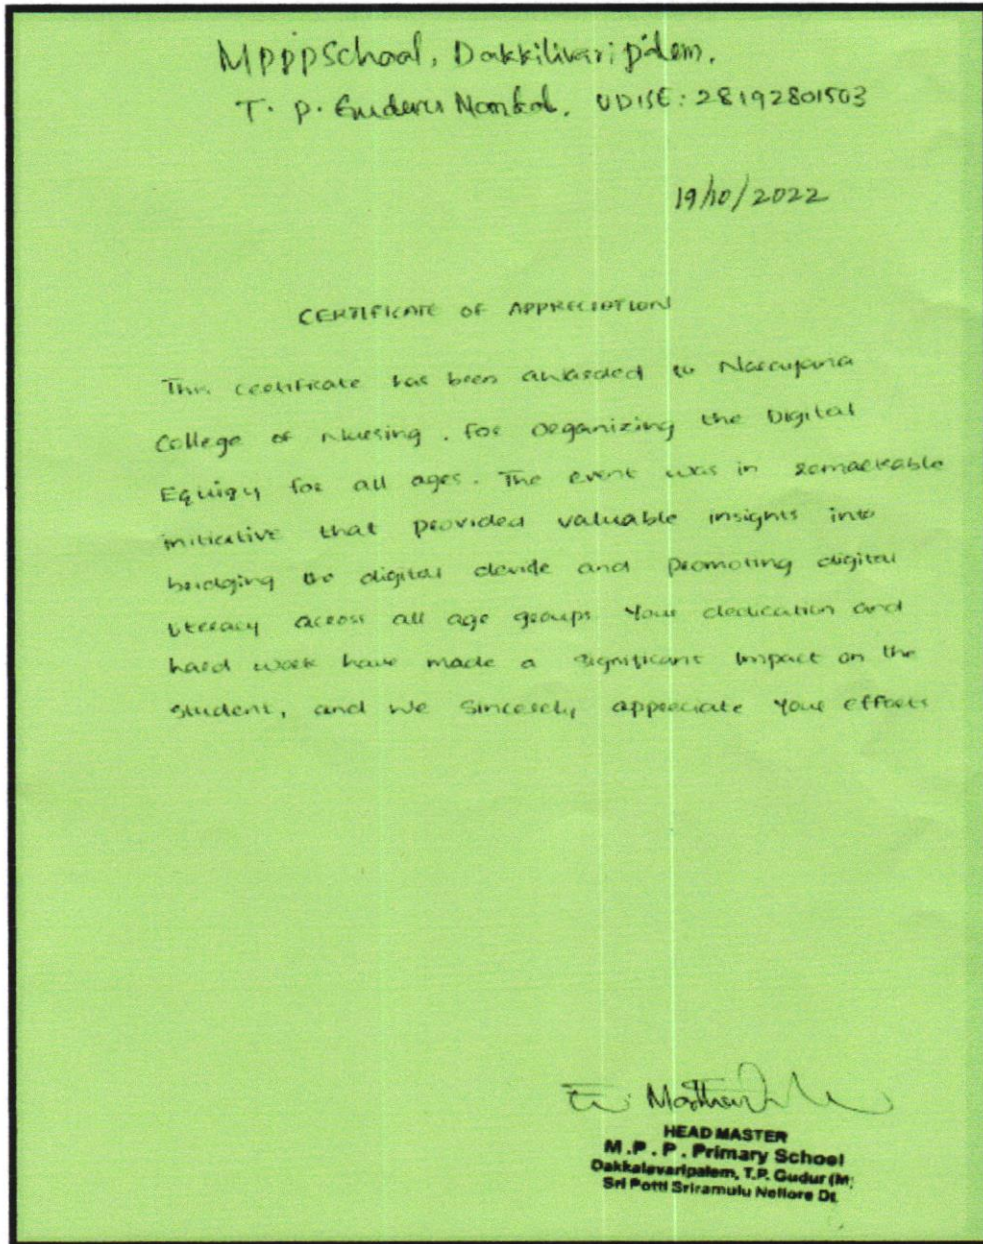 MPPPSchool, Dakkilivari palem.
T. P. Guduru Mandal. UDISE: 28192801503
19/10/2022
CERTIFICATE OF APPRECIATION
This certificate has been awarded to Narayana
College of Nursing. for organizing the Digital
Equigy for all ages. The event was in remarkable
initiative that provided valuable insights into
bridging the digital devide and promoting digital
literacy across all age groups your dedication and
hard work have made a significant impact on the
student, and we sincerely appreciate your efforts
HEAD MASTER
M.P.P. Primary School
Dakkalavaripalem, T.P. Gudur (M)
Sri Potti Sriramulu Nellore Dt.